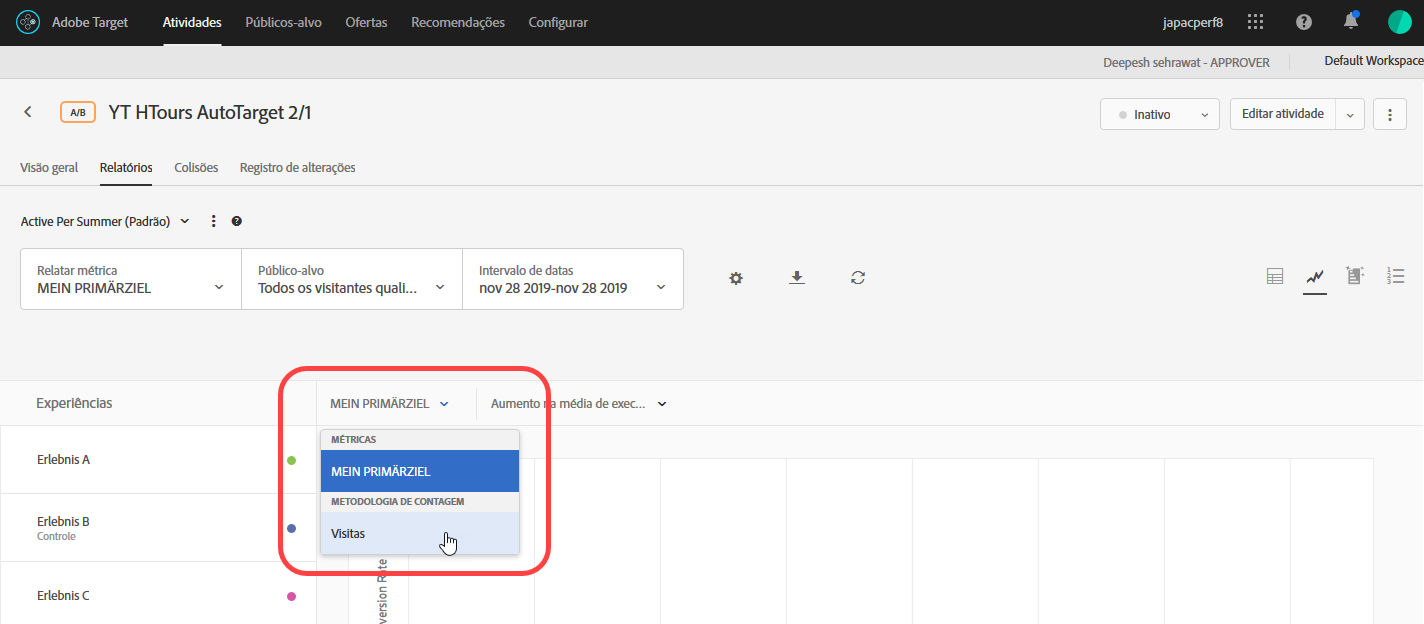 Adobe Target
Atividades
Públicos-alvo
Ofertas
Recomendações
Configurar
japacperf8
Deepesh sehrawat - APPROVER
Default Workspace
A/B
YT HTours AutoTarget 2/1
Inativo
Editar atividade
Visão geral
Relatórios
Colisões
Registro de alterações
Active Per Summer (Padrão)
Relatar métrica
MEIN PRIMÄRZIEL
Público-alvo
Todos os visitantes quali...
Intervalo de datas
nov 28 2019-nov 28 2019
Experiências
MEIN PRIMÄRZIEL
Aumento na média de exec...
MÉTRICAS
MEIN PRIMÄRZIEL
METODOLOGIA DE CONTAGEM
Visitas
Erlebnis A
Erlebnis B
Controle
Erlebnis C
version Rate